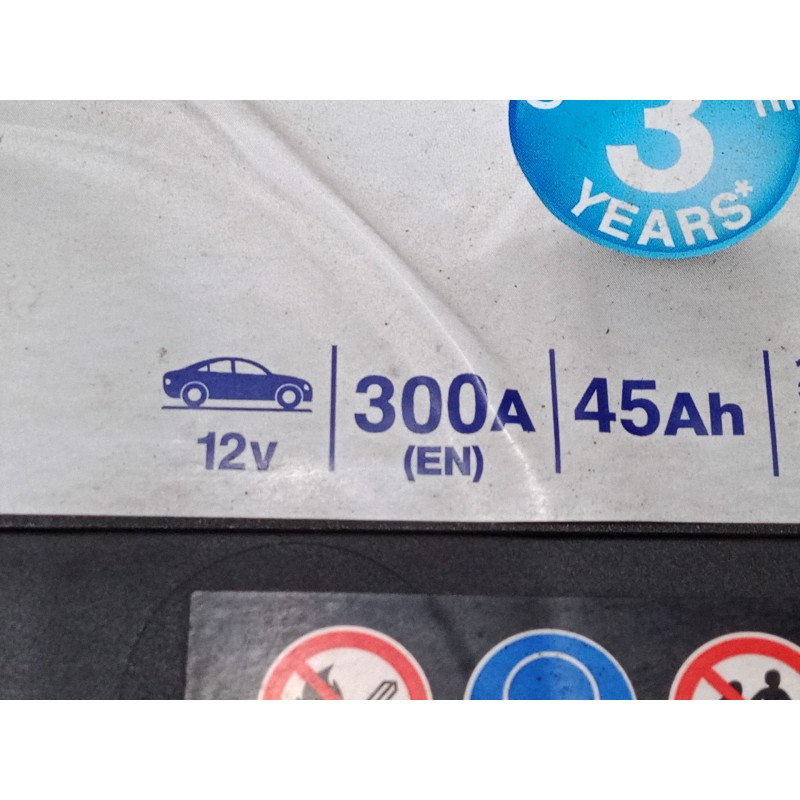 3
YEARS*
12v
300A
(EN)
45Ah